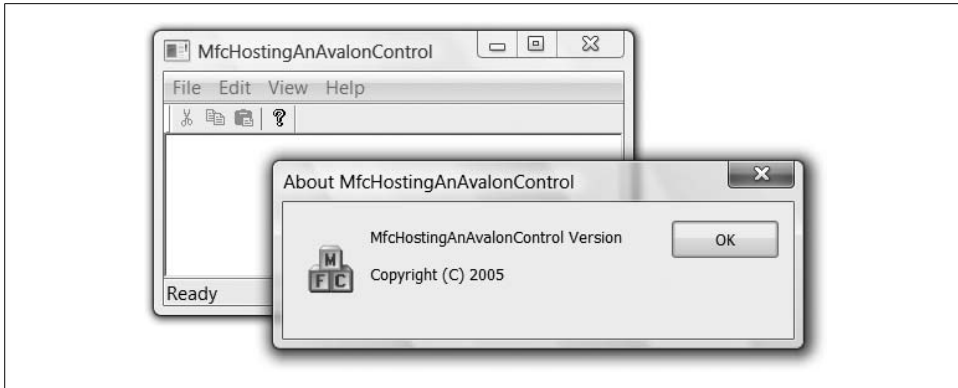 MfcHostingAnAvalonControl
File Edit View Help
About MfcHostingAnAvalonControl
MfcHostingAnAvalonControl Version
OK
M
F C
Copyright (C) 2005
Ready